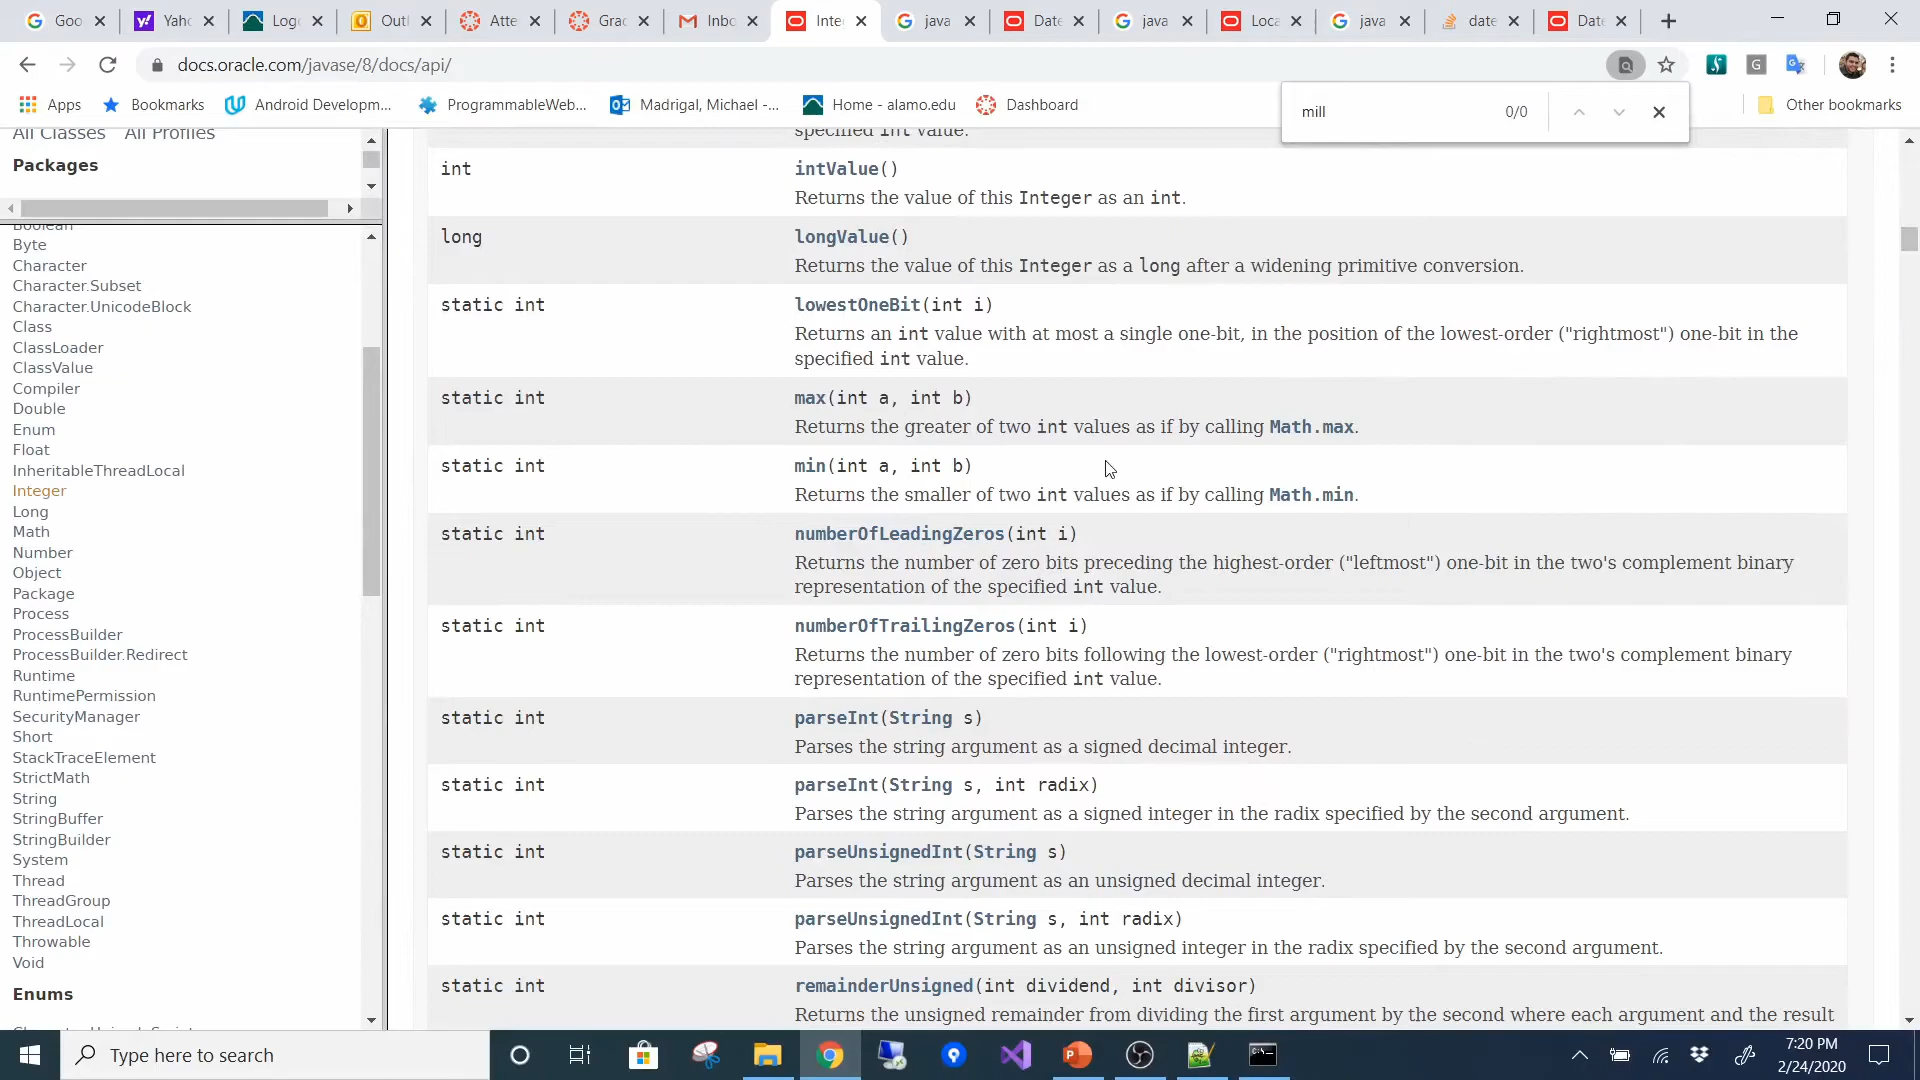 Goo
Yaho
Logo
Outl
Atte
Grad
Inbo
Inte
java
Date
java
Loca
java
date
Date
docs.oracle.com/javase/8/docs/api/
Apps
Bookmarks
Android Developm...
ProgrammableWeb...
Madrigal, Michael -...
Home - alamo.edu
Dashboard
Other bookmarks
mill
0/0
All Classes All Profiles
Packages
Boolean
Byte
Character
Character.Subset
Character.UnicodeBlock
Class
ClassLoader
ClassValue
Compiler
Double
Enum
Float
InheritableThreadLocal
Integer
Long
Math
Number
Object
Package
Process
ProcessBuilder
ProcessBuilder.Redirect
Runtime
RuntimePermission
SecurityManager
Short
StackTraceElement
StrictMath
String
StringBuffer
StringBuilder
System
Thread
ThreadGroup
ThreadLocal
Throwable
Void
Enums
specified int value.
int intValue()
Returns the value of this Integer as an int.
long longValue()
Returns the value of this Integer as a long after a widening primitive conversion.
static int lowestOneBit(int i)
Returns an int value with at most a single one-bit, in the position of the lowest-order ("rightmost") one-bit in the
specified int value.
static int max(int a, int b)
Returns the greater of two int values as if by calling Math.max.
static int min(int a, int b)
Returns the smaller of two int values as if by calling Math.min.
static int numberOfLeadingZeros(int i)
Returns the number of zero bits preceding the highest-order ("leftmost") one-bit in the two's complement binary
representation of the specified int value.
static int numberOfTrailingZeros(int i)
Returns the number of zero bits following the lowest-order ("rightmost") one-bit in the two's complement binary
representation of the specified int value.
static int parseInt(String s)
Parses the string argument as a signed decimal integer.
static int parseInt(String s, int radix)
Parses the string argument as a signed integer in the radix specified by the second argument.
static int parseUnsignedInt(String s)
Parses the string argument as an unsigned decimal integer.
static int parseUnsignedInt(String s, int radix)
Parses the string argument as an unsigned integer in the radix specified by the second argument.
static int remainderUnsigned(int dividend, int divisor)
Returns the unsigned remainder from dividing the first argument by the second where each argument and the result
Type here to search
7:20 PM
2/24/2020